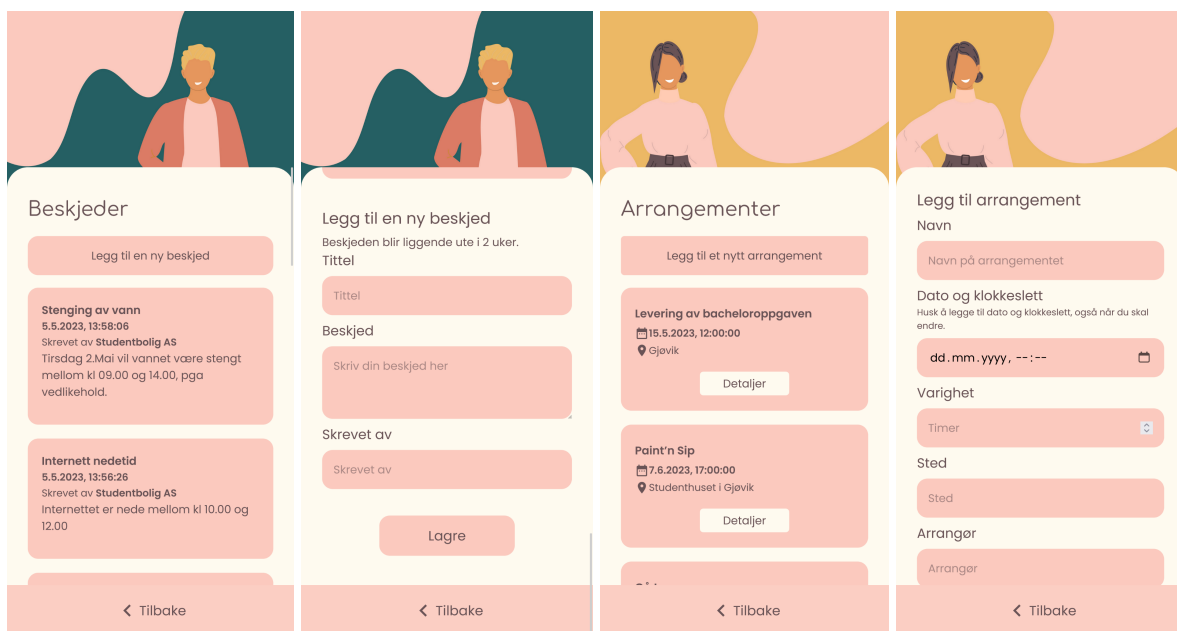 Beskjeder
Legg til en ny beskjed
Stenging av vann
5.5.2023, 13:58:06
Skrevet av Studentbolig AS
Tirsdag 2.Mai vil vannet være stengt
mellom kl 09.00 og 14.00, pga
vedlikehold.
Internett nedetid
5.5.2023, 13:56:26
Skrevet av Studentbolig AS
Internettet er nede mellom kl 10.00 og
12.00
Tilbake
Legg til en ny beskjed
Beskjeden blir liggende ute i 2 uker.
Tittel
Tittel
Beskjed
Skriv din beskjed her
Skrevet av
Skrevet av
Lagre
Tilbake
Arrangementer
Legg til et nytt arrangement
Levering av bacheloroppgaven
15.5.2023, 12:00:00
Gjøvik
Detaljer
Paint'n Sip
7.6.2023, 17:00:00
Studenthuset i Gjøvik
Detaljer
Tilbake
Legg til arrangement
Navn
Navn på arrangementet
Dato og klokkeslett
Husk å legge til dato og klokkeslett, også når du skal
endre.
dd.mm.yyyy, --:--
Varighet
Timer
Sted
Sted
Arrangør
Arrangør
Tilbake